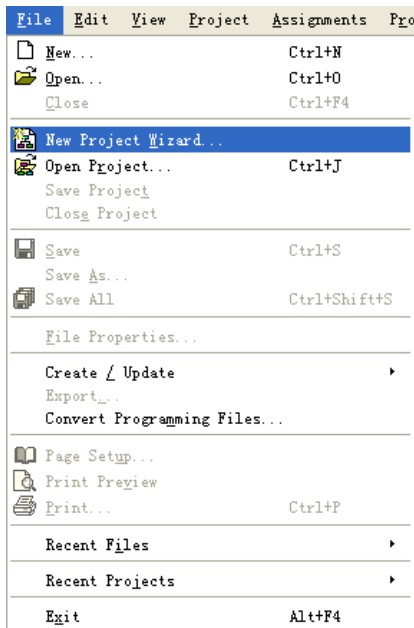 File Edit View Project Assignments Pro
New... Ctrl+N
Open... Ctrl+O
Close Ctrl+F4
New Project Wizard...
Open Project... Ctrl+J
Save Project
Close Project
Save Ctrl+S
Save As...
Save All Ctrl+Shift+S
File Properties...
Create / Update
Export...
Convert Programming Files...
Page Setup...
Print Preview
Print... Ctrl+P
Recent Files
Recent Projects
Exit Alt+F4